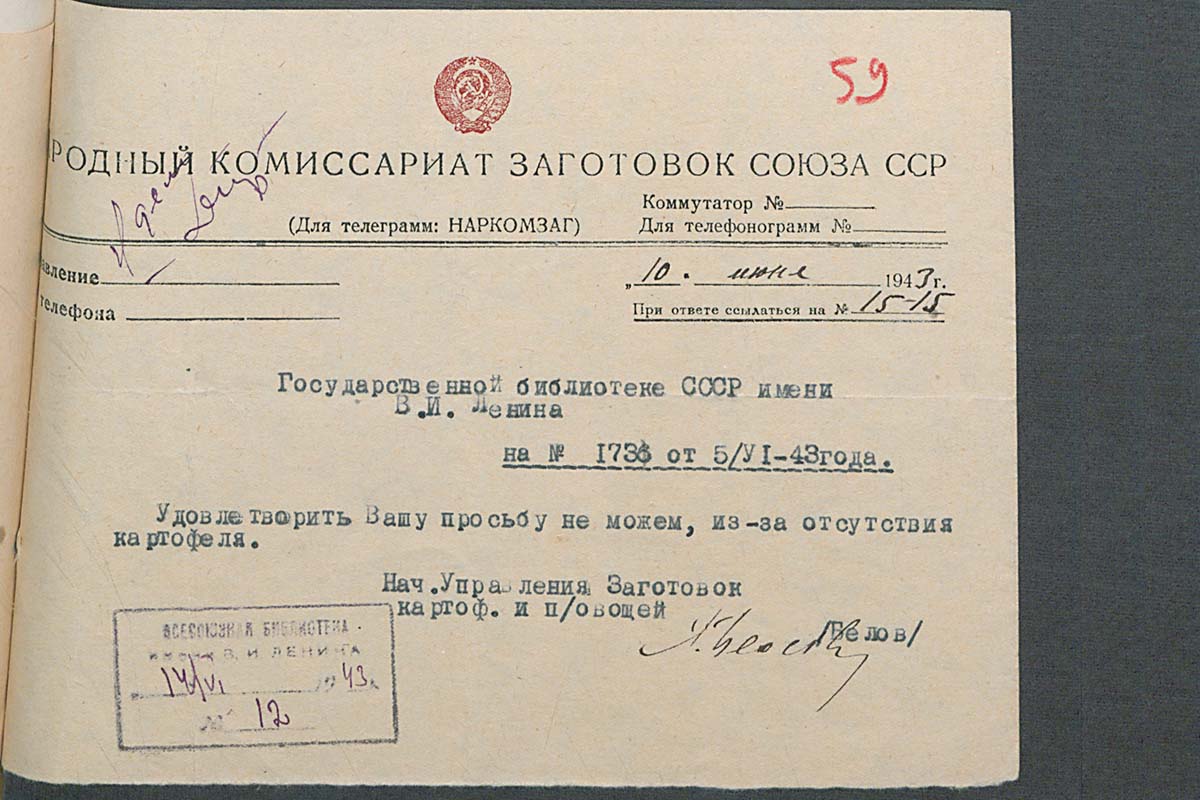 59
РОДНЫЙ КОМИССАРИАТ ЗАГОТОВОК СОЮЗА ССР
Коммутатор №
(Для телеграмм: НАРКОМЗАГ)
Для телефонограмм №
авление
„10. июня 1943 г.
телефона
При ответе ссылаться на № 15-15
Государственной библиотеке СССР имени
В.И. Ленина
на № 1736 от 5/УІ-43года.
Удовлетворить Вашу просьбу не можем, из-за отсутствия
картофеля.
Нач.Управления Заготовок
картоф. и п/овощей
/Белов/
ВСЕСОЮЗНАЯ БИБЛИОТЕКА
имени В. И ЛЕНИНА
14/VI 1943
№ 12